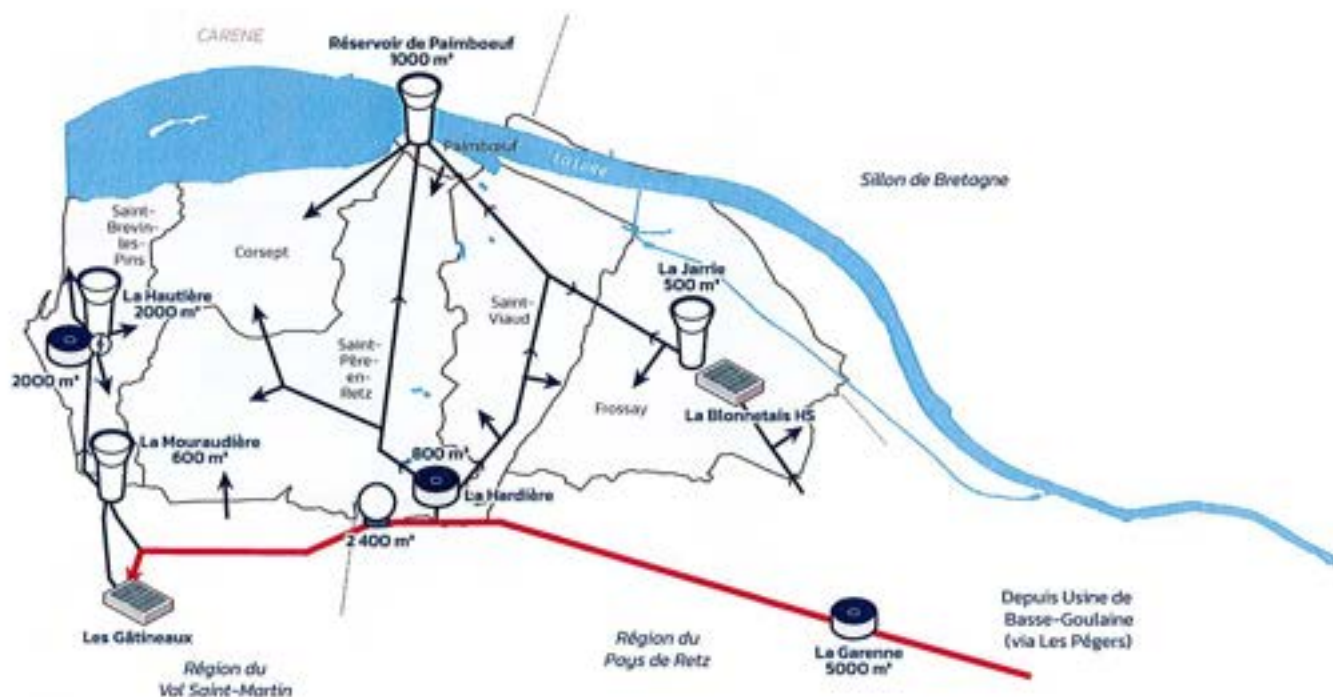 CARENE
Réservoir de Paimboeuf
1000 m³
Paimbœuf
LA LOIRE
Sillon de Bretagne
Saint-
Brevin-
les-
Pins
Corsept
La Hautière
2000 m³
2000 m³
Saint-
Père-
en-
Retz
Saint-
Viaud
La Jarrie
500 m³
Frossay
La Blonnetais HS
La Mouraudière
600 m³
800 m³
La Hardière
2 400 m³
Les Gâtineaux
Région du
Val Saint-Martin
Région du
Pays de Retz
La Garenne
5000 m³
Depuis Usine de
Basse-Goulaine
(via Les Pégers)